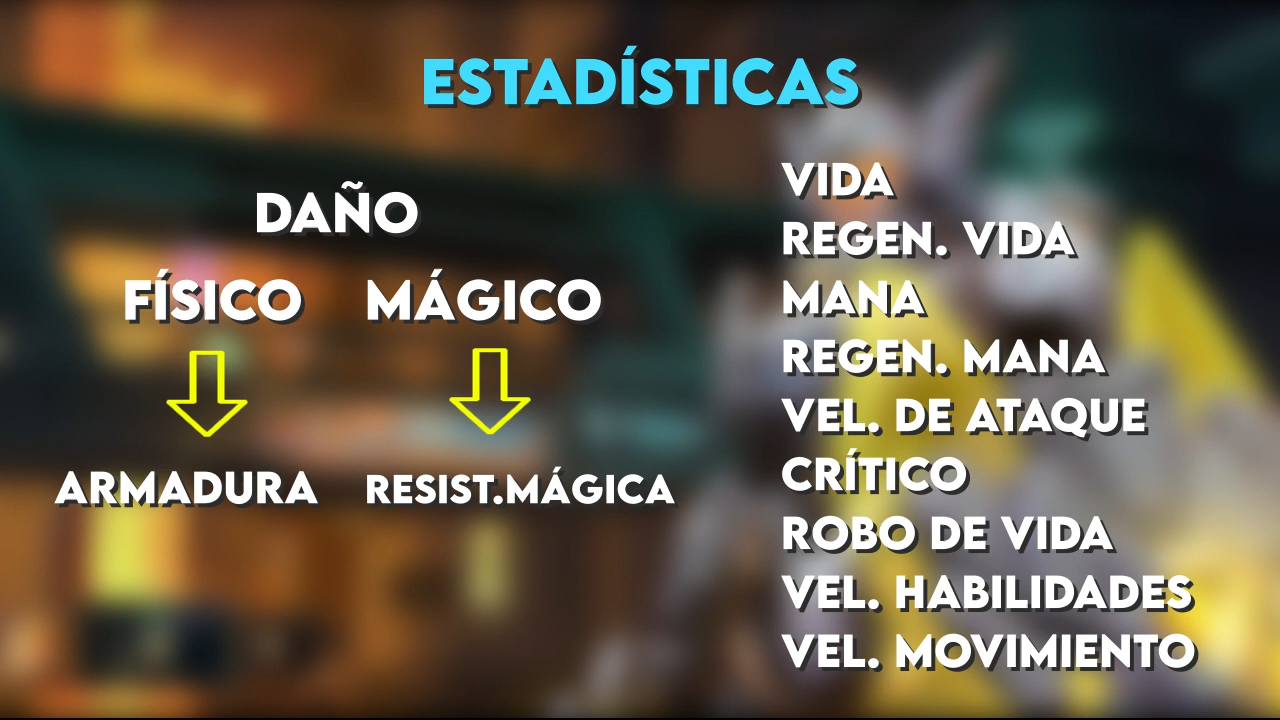 ESTADÍSTICAS
DAÑO
FÍSICO MÁGICO
ARMADURA RESIST.MÁGICA
VIDA
REGEN. VIDA
MANA
REGEN. MANA
VEL. DE ATAQUE
CRÍTICO
ROBO DE VIDA
VEL. HABILIDADES
VEL. MOVIMIENTO